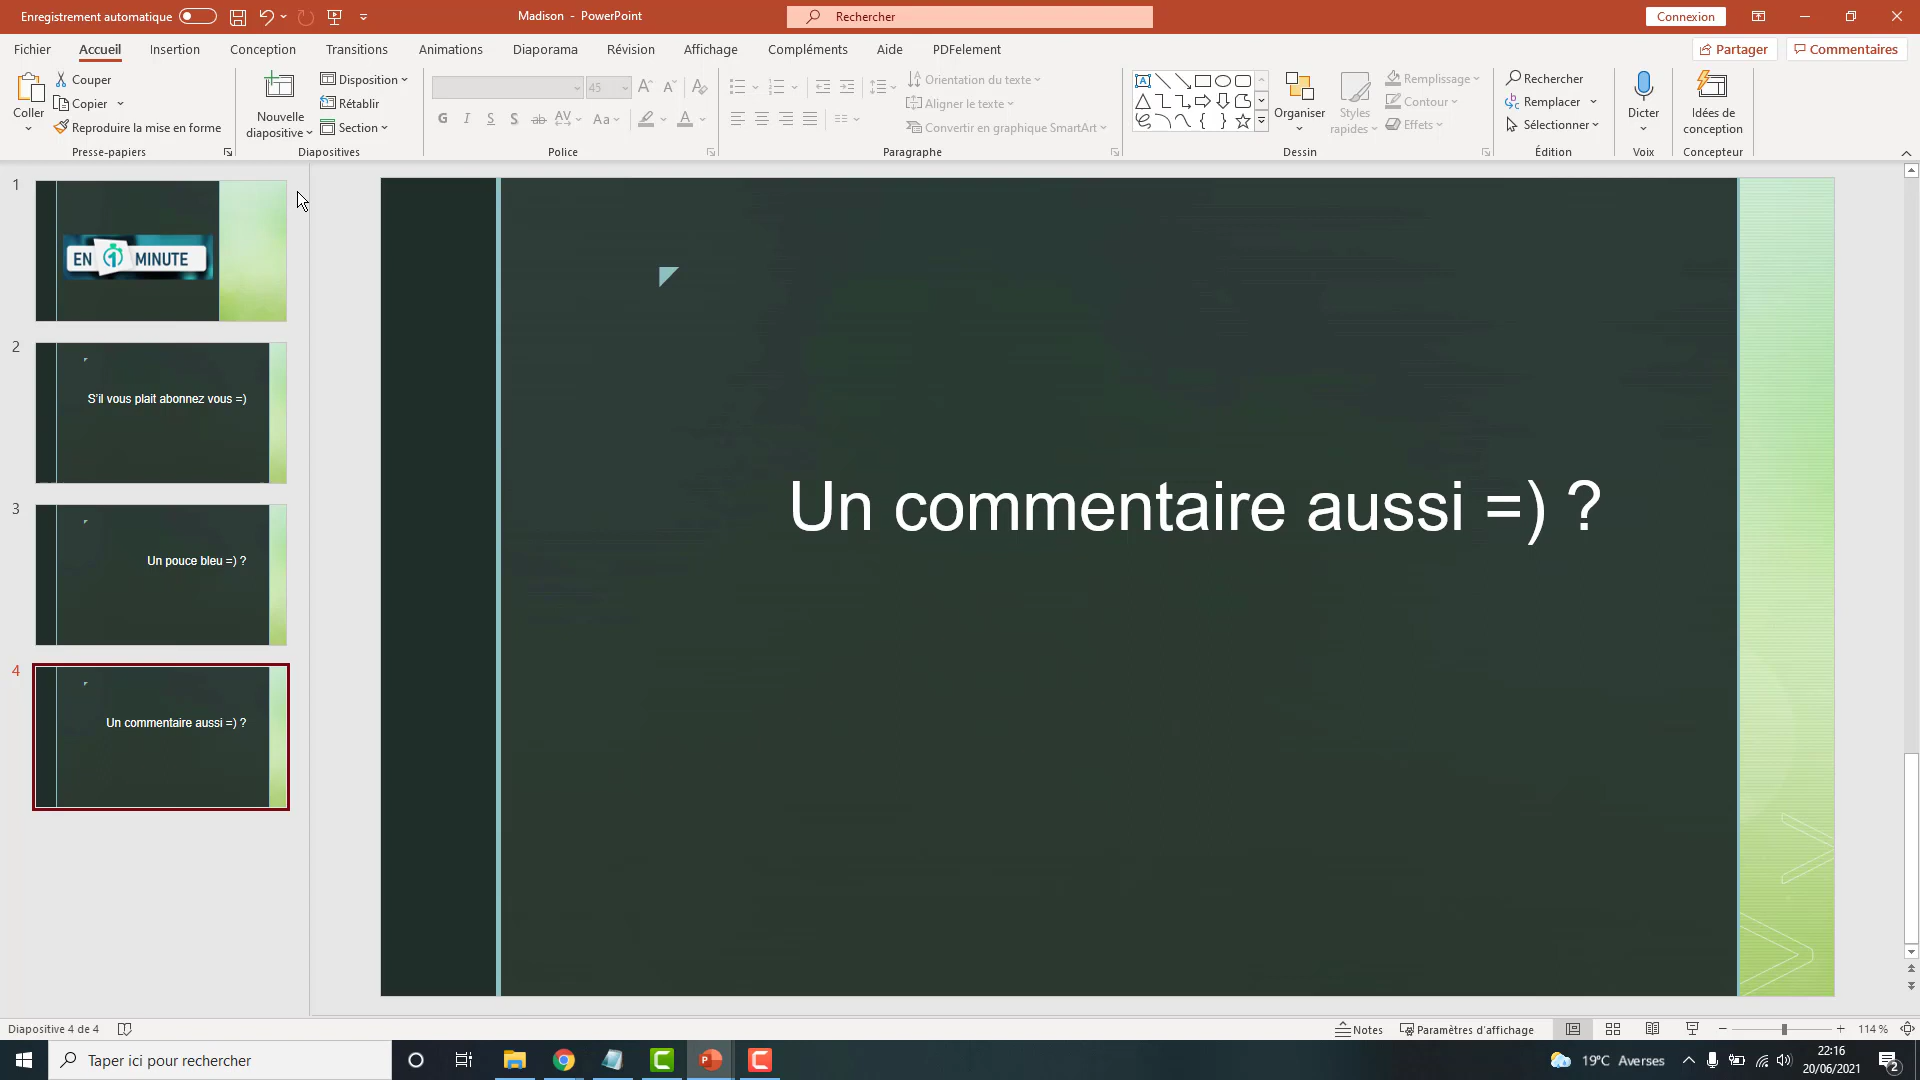 Enregistrement automatique
Madison - PowerPoint
Rechercher
Connexion
Fichier Accueil Insertion Conception Transitions Animations Diaporama Révision Affichage Compléments Aide PDFelement
Partager Commentaires
Coller
Couper
Copier
Reproduire la mise en forme
Presse-papiers
Nouvelle
diapositive
Disposition
Rétablir
Section
Diapositives
45
G I S S ab AV Aa A
Police
Orientation du texte
Aligner le texte
Convertir en graphique SmartArt
Paragraphe
Organiser
Styles
rapides
Remplissage
Contour
Effets
Dessin
Rechercher
Remplacer
Sélectionner
Édition
Dicter
Voix
Idées de
conception
Concepteur
1
EN 1 MINUTE
2
S'il vous plait abonnez vous =)
3
Un pouce bleu =) ?
4
Un commentaire aussi =) ?
Un commentaire aussi =) ?
Diapositive 4 de 4
Notes
Paramètres d'affichage
114 %
Taper ici pour rechercher
19°C Averses
22:16
20/06/2021
2